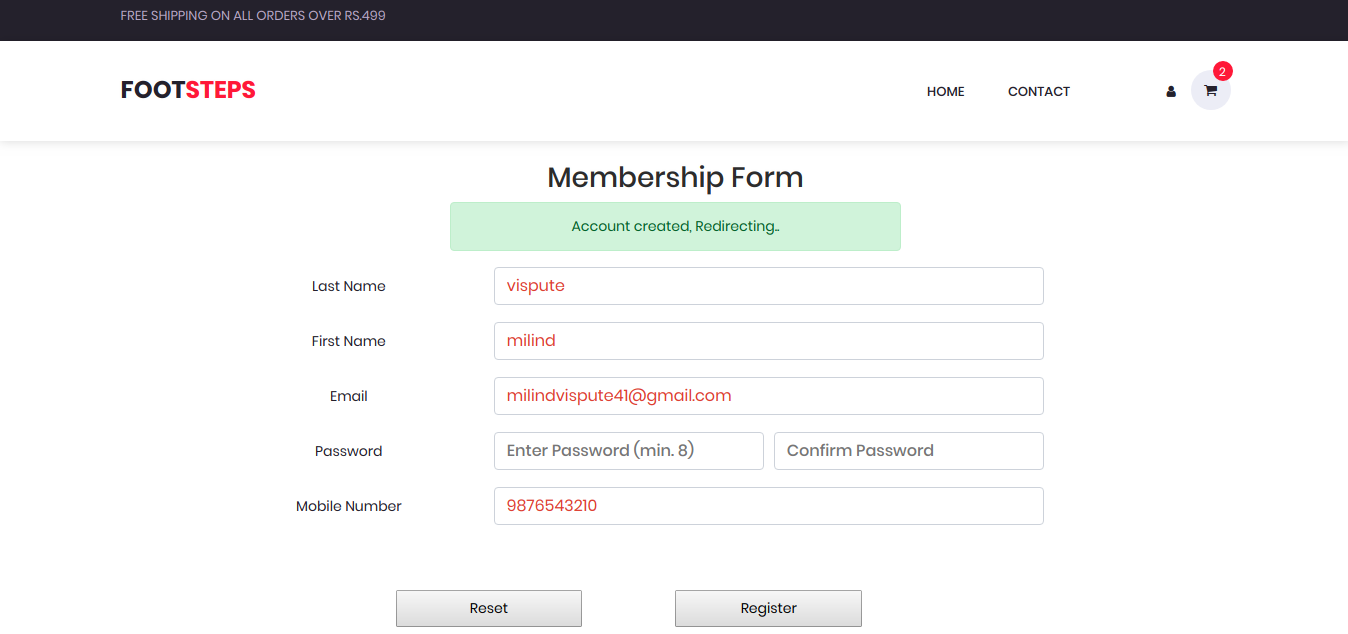 FREE SHIPPING ON ALL ORDERS OVER RS.499
FOOTSTEPS
HOME CONTACT 2
Membership Form
Account created, Redirecting..
Last Name vispute
First Name milind
Email milindvispute41@gmail.com
Password Enter Password (min. 8) Confirm Password
Mobile Number 9876543210
Reset Register